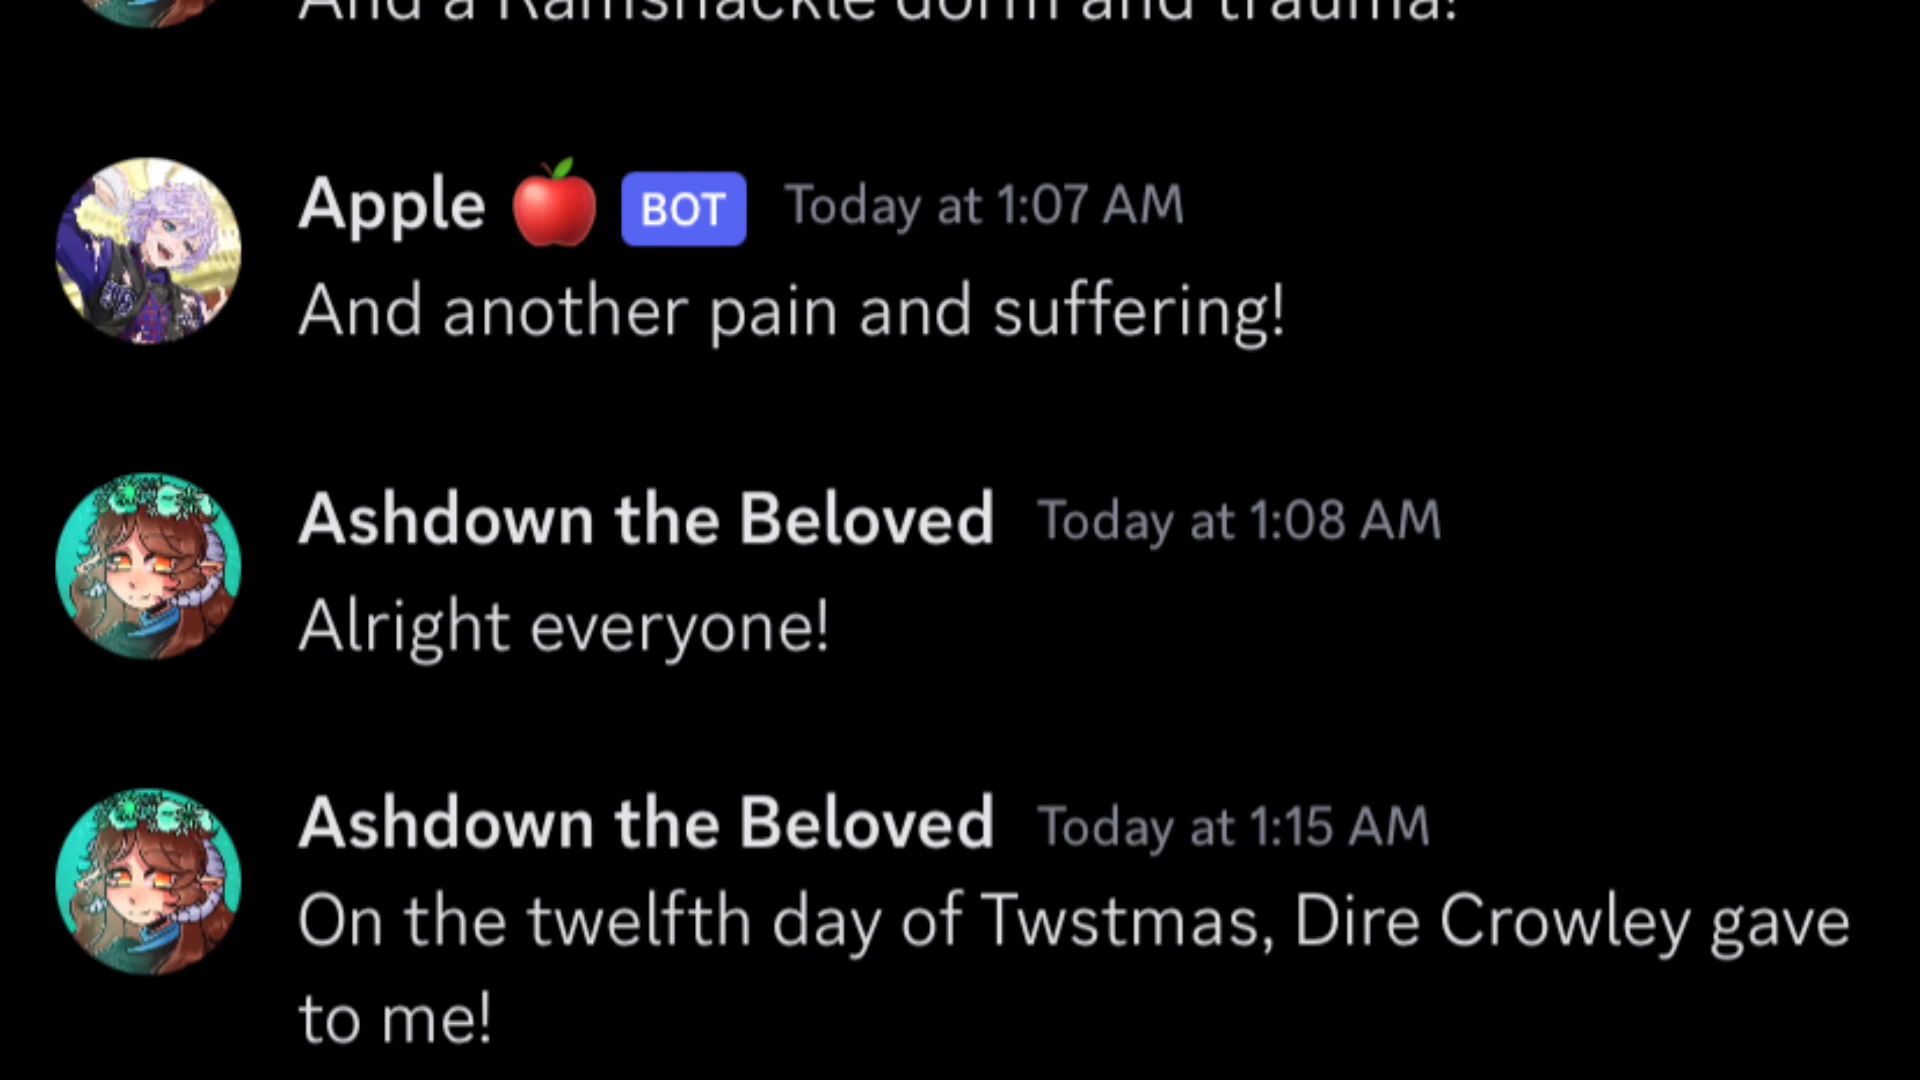 And a Ramshackle dorm and trauma!
Apple 🍎 BOT Today at 1:07 AM
And another pain and suffering!
Ashdown the Beloved Today at 1:08 AM
Alright everyone!
Ashdown the Beloved Today at 1:15 AM
On the twelfth day of Twstmas, Dire Crowley gave
to me!